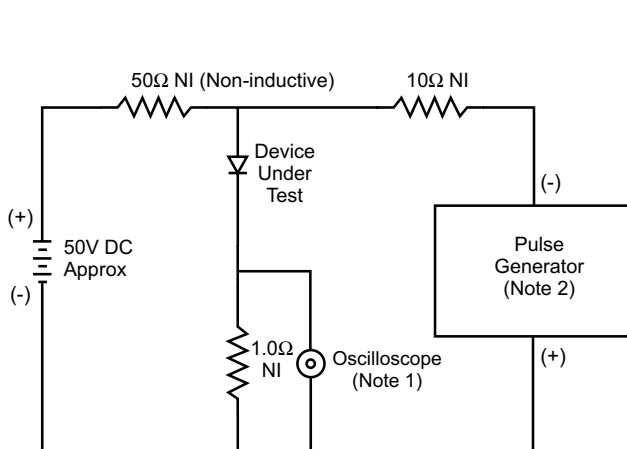 50Ω NI (Non-inductive)
10Ω NI
Device
Under
Test
(+)
50V DC
Approx
(-)
(-)
Pulse
Generator
(Note 2)
(+)
1.0Ω
NI
Oscilloscope
(Note 1)